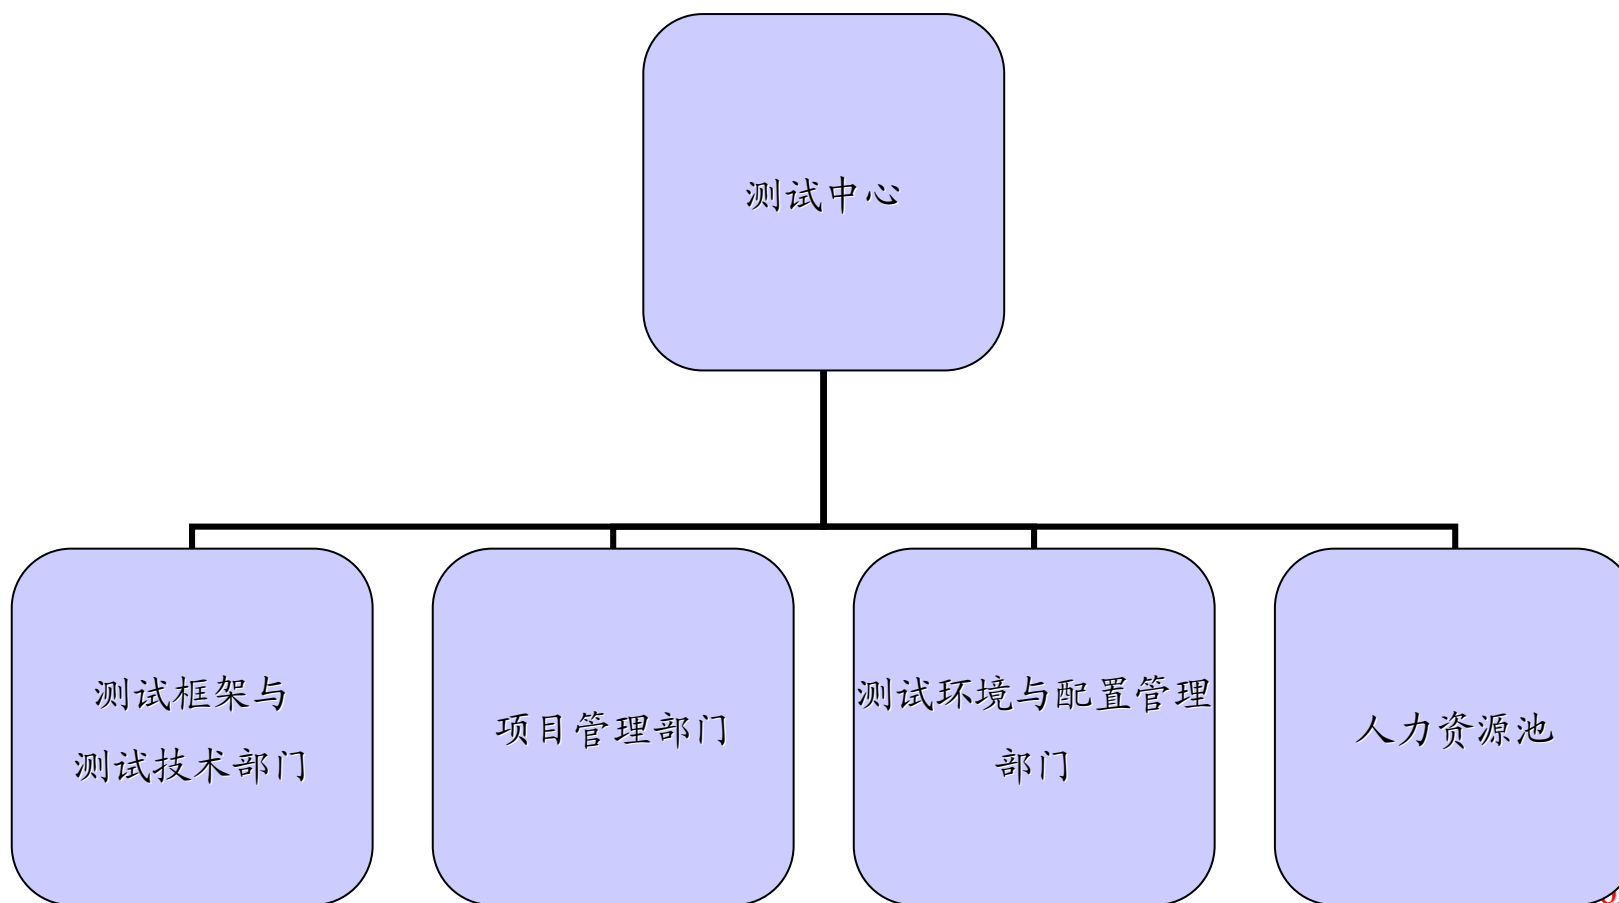 测试中心
测试框架与
测试技术部门
项目管理部门
测试环境与配置管理
部门
人力资源池